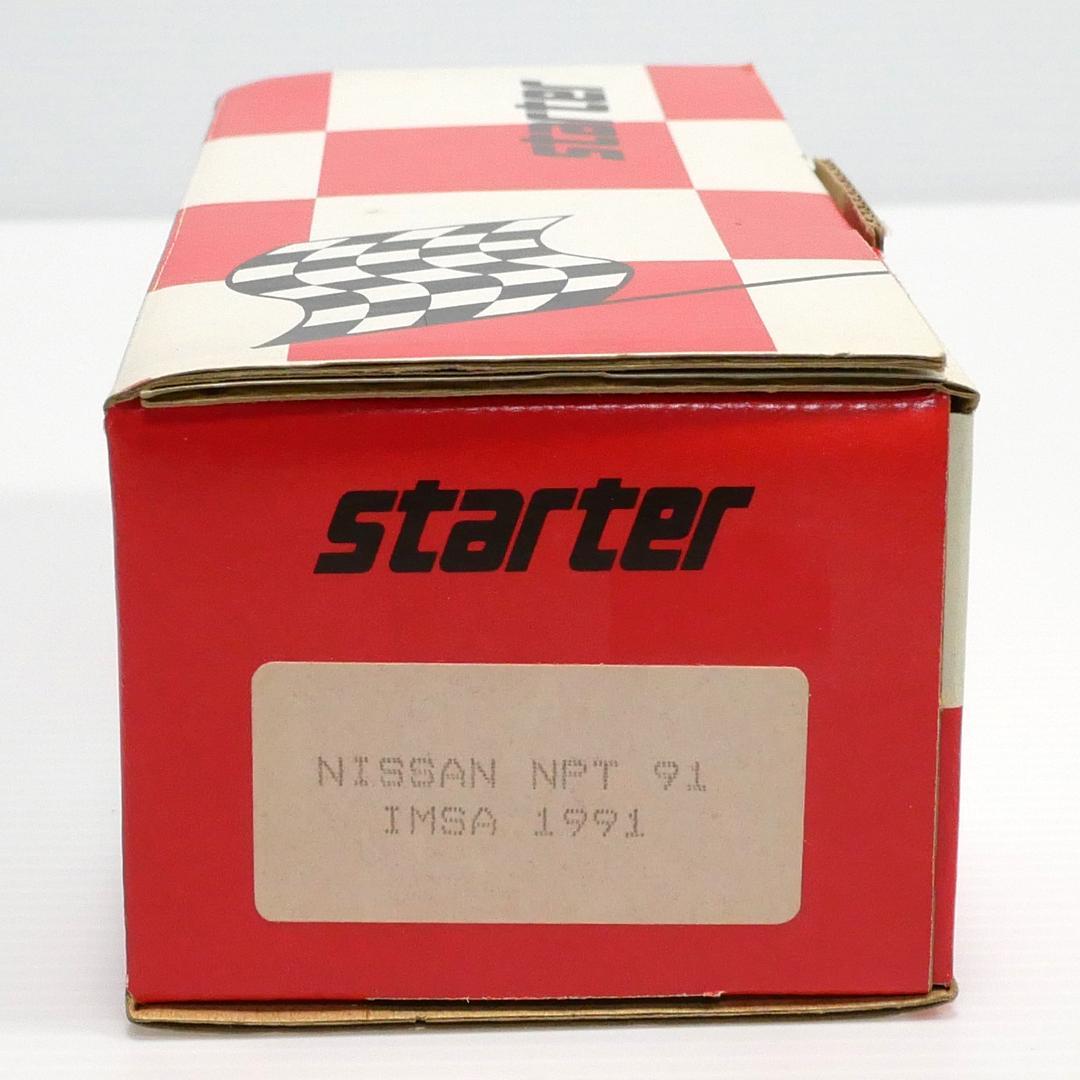 starter
starter
NISSAN NPT 91
IMSA 1991